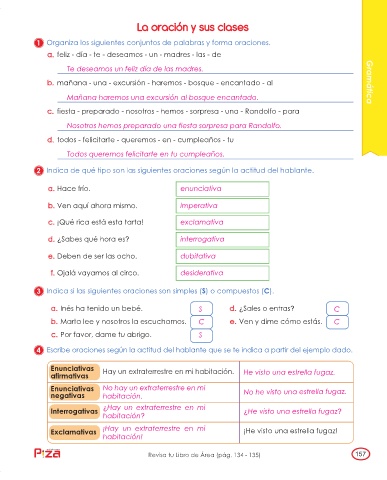 La oración y sus clases
1 Organiza los siguientes conjuntos de palabras y forma oraciones.
a. feliz - día - te - deseamos - un - madres - las - de
Te deseamos un feliz día de las madres.
b. mañana - una - excursión - haremos - bosque - encantado - al
Mañana haremos una excursión al bosque encantado.
c. fiesta - preparado - nosotros - hemos - sorpresa - una - Randolfo - para
Nosotros hemos preparado una fiesta sorpresa para Randolfo.
d. todos - felicitarte - queremos - en - cumpleaños - tu
Todos queremos felicitarte en tu cumpleaños.
Gramática
2 Indica de qué tipo son las siguientes oraciones según la actitud del hablante.
a. Hace frío. enunciativa
b. Ven aquí ahora mismo. imperativa
c. ¡Qué rica está esta tarta! exclamativa
d. ¿Sabes qué hora es? interrogativa
e. Deben de ser las ocho. dubitativa
f. Ojalá vayamos al circo. desiderativa
3 Indica si las siguientes oraciones son simples (S) o compuestas (C).
a. Inés ha tenido un bebé. S d. ¿Sales o entras? C
b. Mario lee y nosotros la escuchamos. C e. Ven y dime cómo estás. C
c. Por favor, dame tu abrigo. S
4 Escribe oraciones según la actitud del hablante que se te indica a partir del ejemplo dado.
Enunciativas afirmativas Hay un extraterrestre en mi habitación. He visto una estrella fugaz.
Enunciativas negativas No hay un extraterrestre en mi habitación. No he visto una estrella fugaz.
Interrogativas ¿Hay un extraterrestre en mi habitación? ¿He visto una estrella fugaz?
Exclamativas ¡Hay un extraterrestre en mi habitación! ¡He visto una estrella fugaz!
Revisa tu Libro de Área (pág. 134 - 135) 157